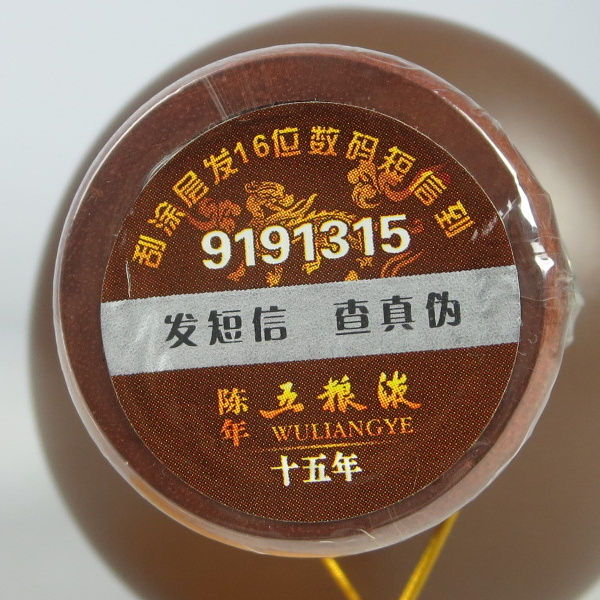 刮涂层发16位数码短信到
9191315
发短信 查真伪
陈年 五粮液
WULIANGYE
十五年